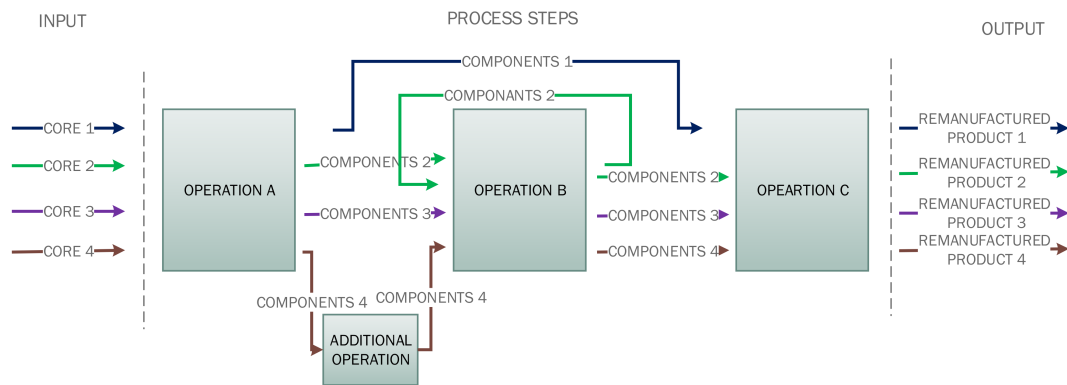 INPUT
PROCESS STEPS
OUTPUT
COMPONENTS 1
COMPONANTS 2
CORE 1
CORE 2
CORE 3
CORE 4
OPERATION A
COMPONENTS 2
COMPONENTS 3
COMPONENTS 4
ADDITIONAL
OPERATION
COMPONENTS 4
OPERATION B
COMPONENTS 2
COMPONENTS 3
COMPONENTS 4
OPEARTION C
REMANUFACTURED
PRODUCT 1
REMANUFACTURED
PRODUCT 2
REMANUFACTURED
PRODUCT 3
REMANUFACTURED
PRODUCT 4